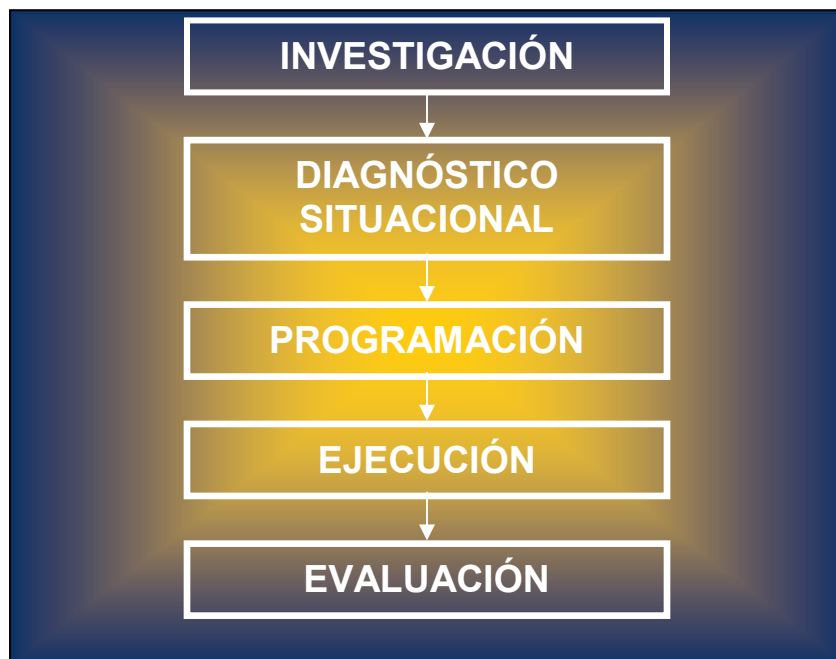 INVESTIGACIÓN
DIAGNÓSTICO
SITUACIONAL
PROGRAMACIÓN
EJECUCIÓN
EVALUACIÓN